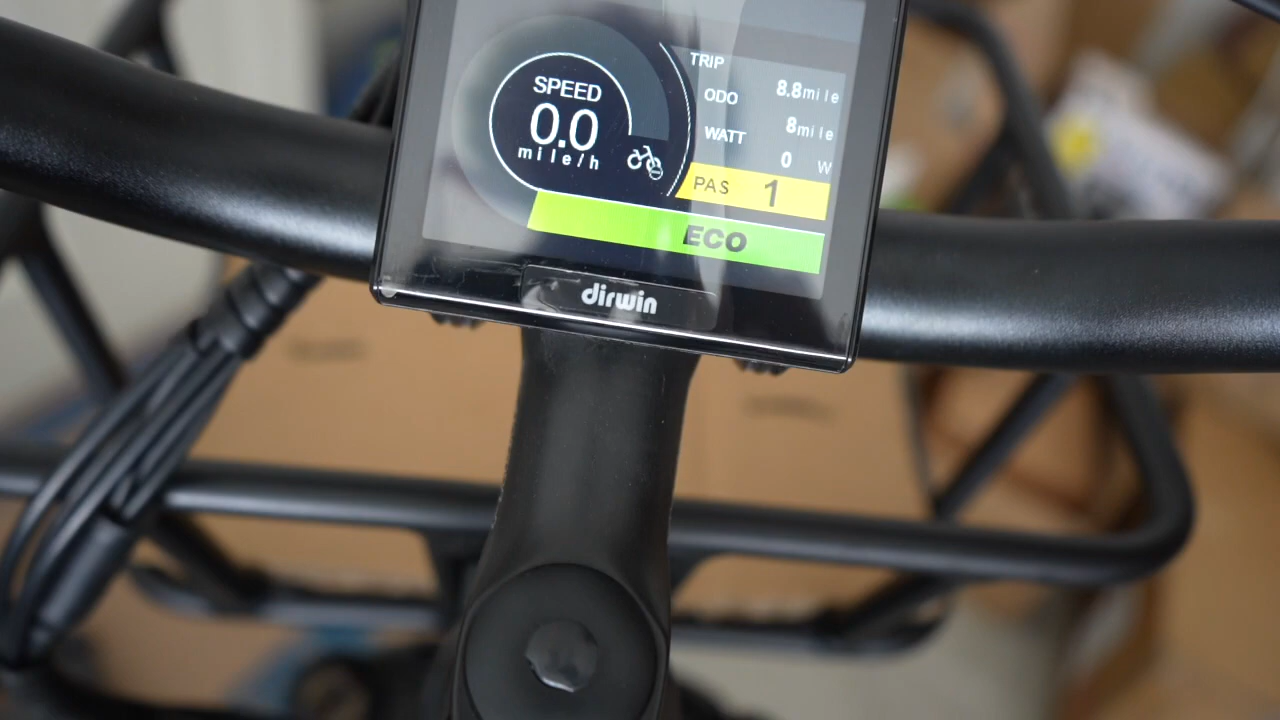 SPEED
0.0
mile/h
TRIP
8.8mile
ODO
8mile
WATT
0 W
PAS 1
ECO
dirwin